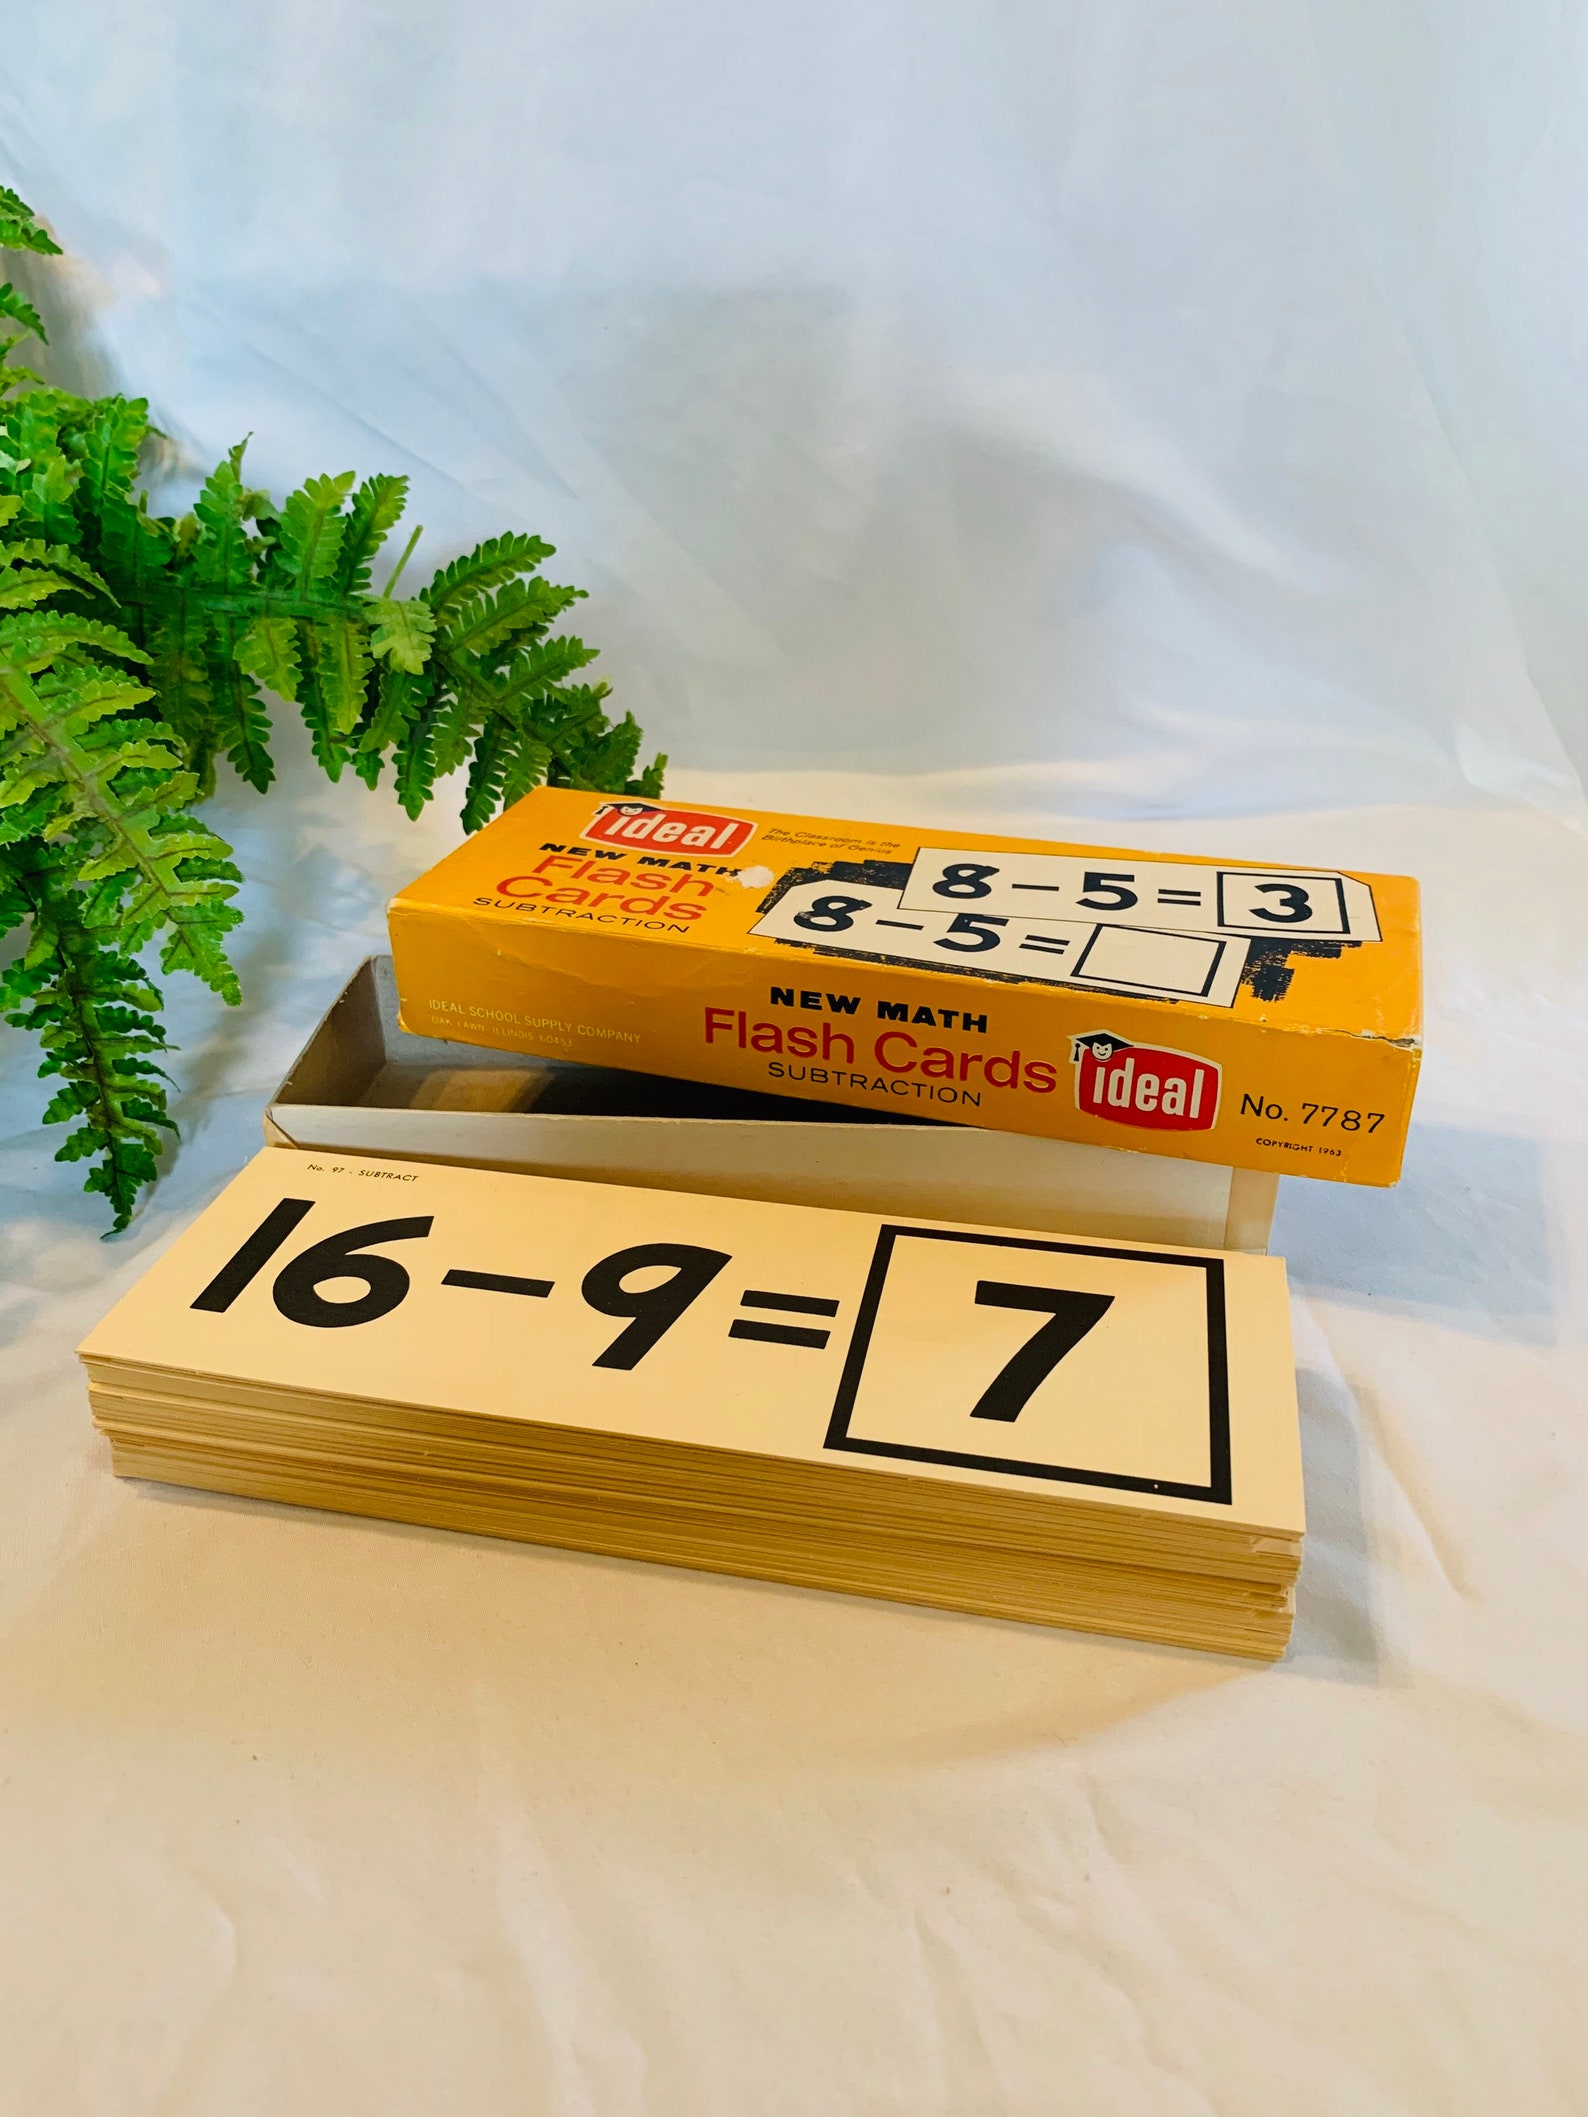 ideal
The Classroom is the
Birthplace of Genius
NEW MATH
Flash
Cards
SUBTRACTION
8-5=3
8-5=
IDEAL SCHOOL SUPPLY COMPANY
OAK LAWN, ILLINOIS 60453
NEW MATH
Flash Cards
SUBTRACTION
ideal
No. 7787
COPYRIGHT 1963
No. 97 - SUBTRACT
16-9=7